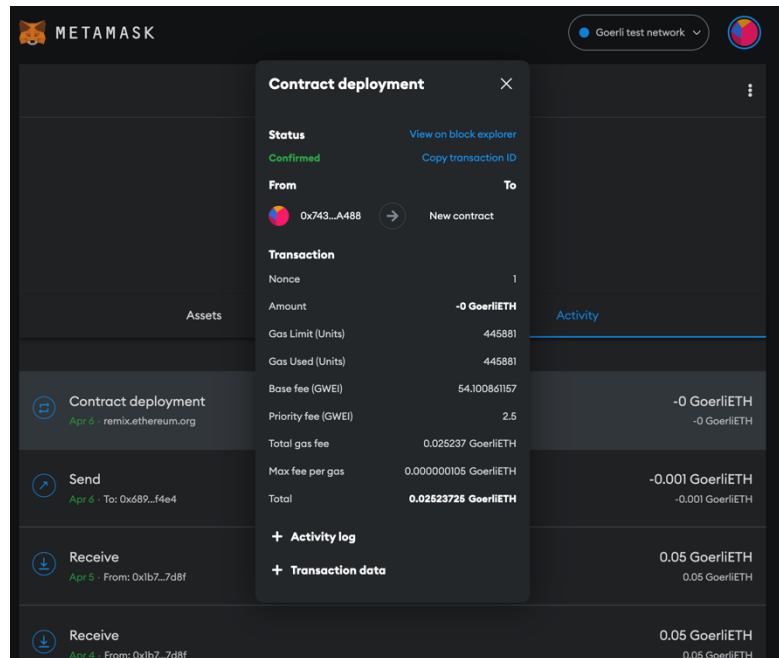 METAMASK
Goerli test network
Contract deployment
Status View on block explorer
Confirmed Copy transaction ID
From To
0x743...A488 New contract
Transaction
Nonce 1
Amount -0 GoerliETH
Gas Limit (Units) 445881
Gas Used (Units) 445881
Base fee (GWEI) 54.100861157
Priority fee (GWEI) 2.5
Total gas fee 0.025237 GoerliETH
Max fee per gas 0.000000105 GoerliETH
Total 0.02523725 GoerliETH
+ Activity log
+ Transaction data
Assets Activity
Contract deployment -0 GoerliETH
Apr 6 · remix.ethereum.org -0 GoerliETH
Send -0.001 GoerliETH
Apr 6 · To: 0x689...f4e4 -0.001 GoerliETH
Receive 0.05 GoerliETH
Apr 5 · From: 0x1b7...7d8f 0.05 GoerliETH
Receive 0.05 GoerliETH
Apr 4 · From: 0x1b7...7d8f 0.05 GoerliETH